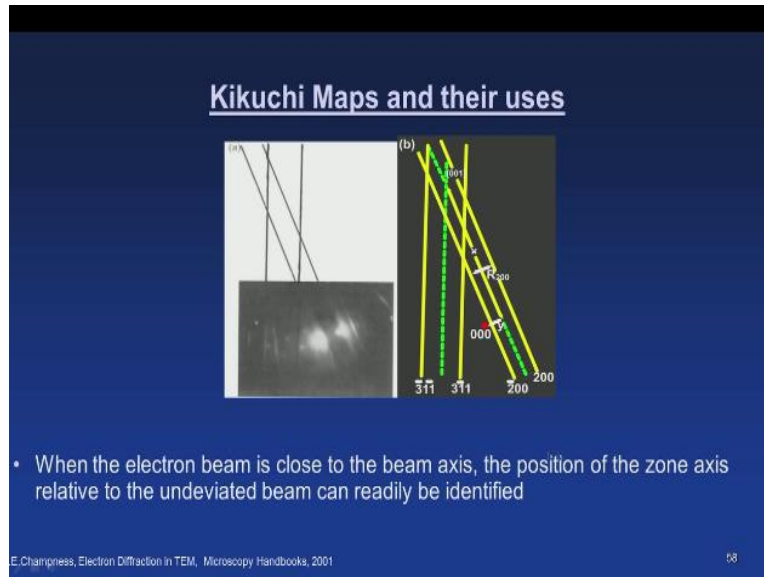 Kikuchi Maps and their uses
(a)
(b)
001
x
R200
000
y
3̄11̄
3̄11
2̄00
200
• When the electron beam is close to the beam axis, the position of the zone axis
relative to the undeviated beam can readily be identified
.E.Champness, Electron Diffraction in TEM, Microscopy Handbooks, 2001
58